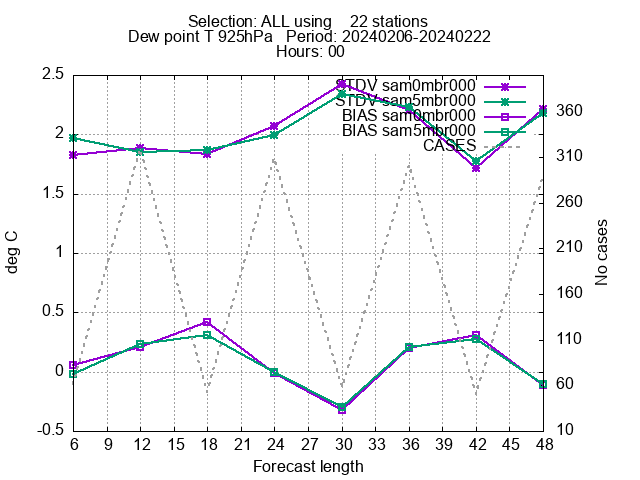 Selection: ALL using    22 stations
Dew point T 925hPa   Period: 20240206-20240222
Hours: 00
STDV sam0mbr000
STDV sam5mbr000
BIAS sam0mbr000
BIAS sam5mbr000
CASES
2.5
2
1.5
1
0.5
0
-0.5
deg C
360
310
260
210
160
110
60
10
No cases
6 9 12 15 18 21 24 27 30 33 36 39 42 45 48
Forecast length